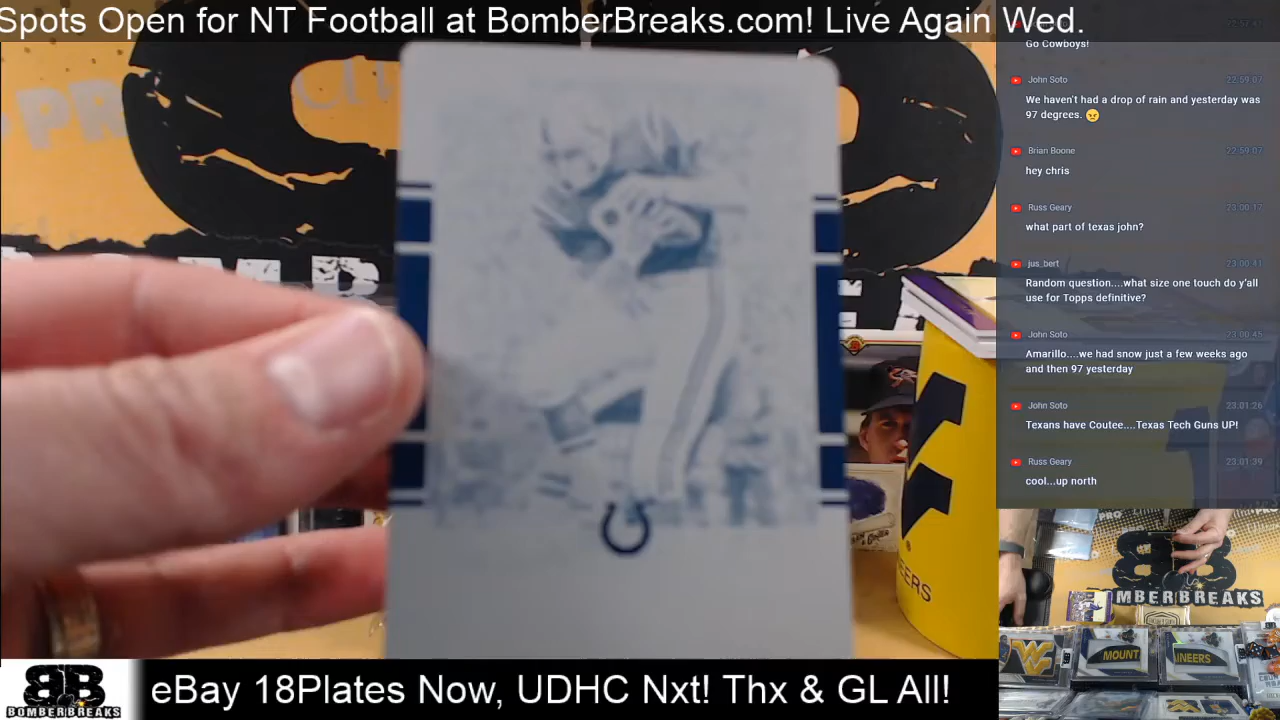 Spots Open for NT Football at BomberBreaks.com! Live Again Wed.
Go Cowboys!
John Soto 22:59:07
We haven't had a drop of rain and yesterday was
97 degrees. 😠
Brian Boone 22:59:07
hey chris
Russ Geary 23:00:17
what part of texas john?
jus_bert 23:00:41
Random question....what size one touch do y'all
use for Topps definitive?
John Soto 23:00:45
Amarillo....we had snow just a few weeks ago
and then 97 yesterday
John Soto 23:01:26
Texans have Coutee....Texas Tech Guns UP!
Russ Geary 23:01:39
cool...up north
EERS
BOMBERBREAKS
MOUNT
INEERS
BB
BOMBERBREAKS
eBay 18Plates Now, UDHC Nxt! Thx & GL All!